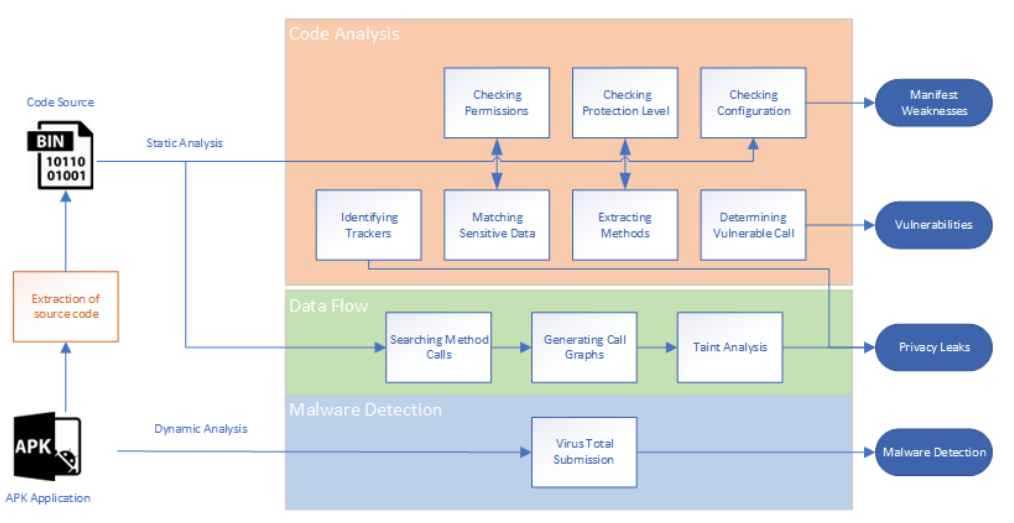 Code Analysis
Code Source
Checking
Permissions
Checking
Protection Level
Checking
Configuration
Manifest
Weaknesses
BIN
10110
01001
Static Analysis
Identifying
Trackers
Matching
Sensitive Data
Extracting
Methods
Determining
Vulnerable Call
Vulnerabilities
Extraction of
source code
Data Flow
Searching Method
Calls
Generating Call
Graphs
Taint Analysis
Privacy Leaks
Malware Detection
APK
Dynamic Analysis
Virus Total
Submission
Malware Detection
APK Application